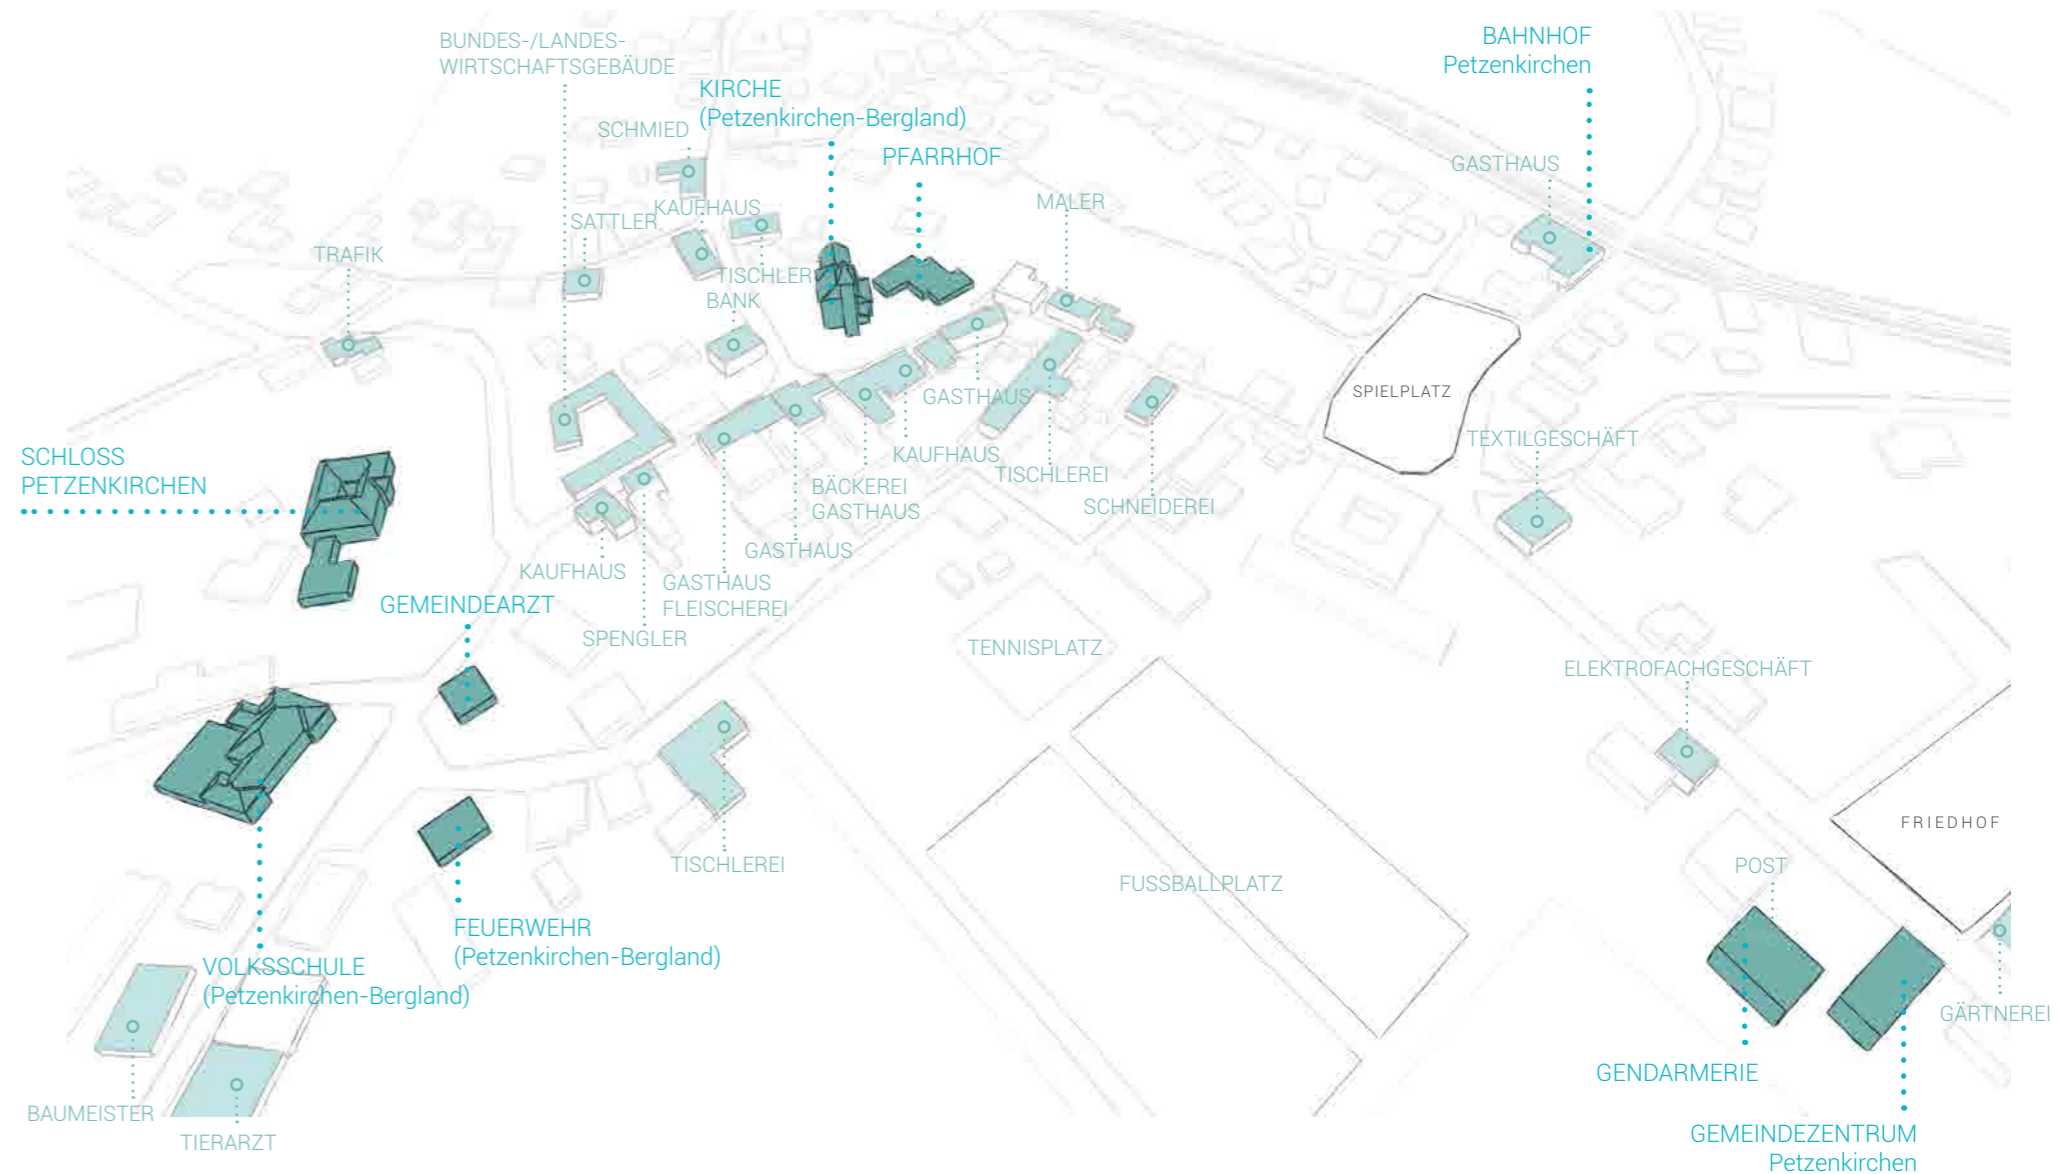 BUNDES-/LANDES-
WIRTSCHAFTSGEBÄUDE
BAHNHOF
Petzenkirchen
KIRCHE
(Petzenkirchen-Bergland)
SCHMIED
PFARRHOF
GASTHAUS
KAUFHAUS
SATTLER
MALER
TRAFIK
TISCHLER
BANK
SPIELPLATZ
GASTHAUS
TEXTILGESCHÄFT
SCHLOSS
PETZENKIRCHEN
KAUFHAUS
TISCHLEREI
BÄCKEREI
GASTHAUS
SCHNEIDEREI
GASTHAUS
KAUFHAUS
GASTHAUS
FLEISCHEREI
GEMEINDEARZT
SPENGLER
TENNISPLATZ
ELEKTROFACHGESCHÄFT
FRIEDHOF
TISCHLEREI
POST
FUSSBALLPLATZ
FEUERWEHR
(Petzenkirchen-Bergland)
VOLKSSCHULE
(Petzenkirchen-Bergland)
GÄRTNEREI
GENDARMERIE
BAUMEISTER
TIERARZT
GEMEINDEZENTRUM
Petzenkirchen